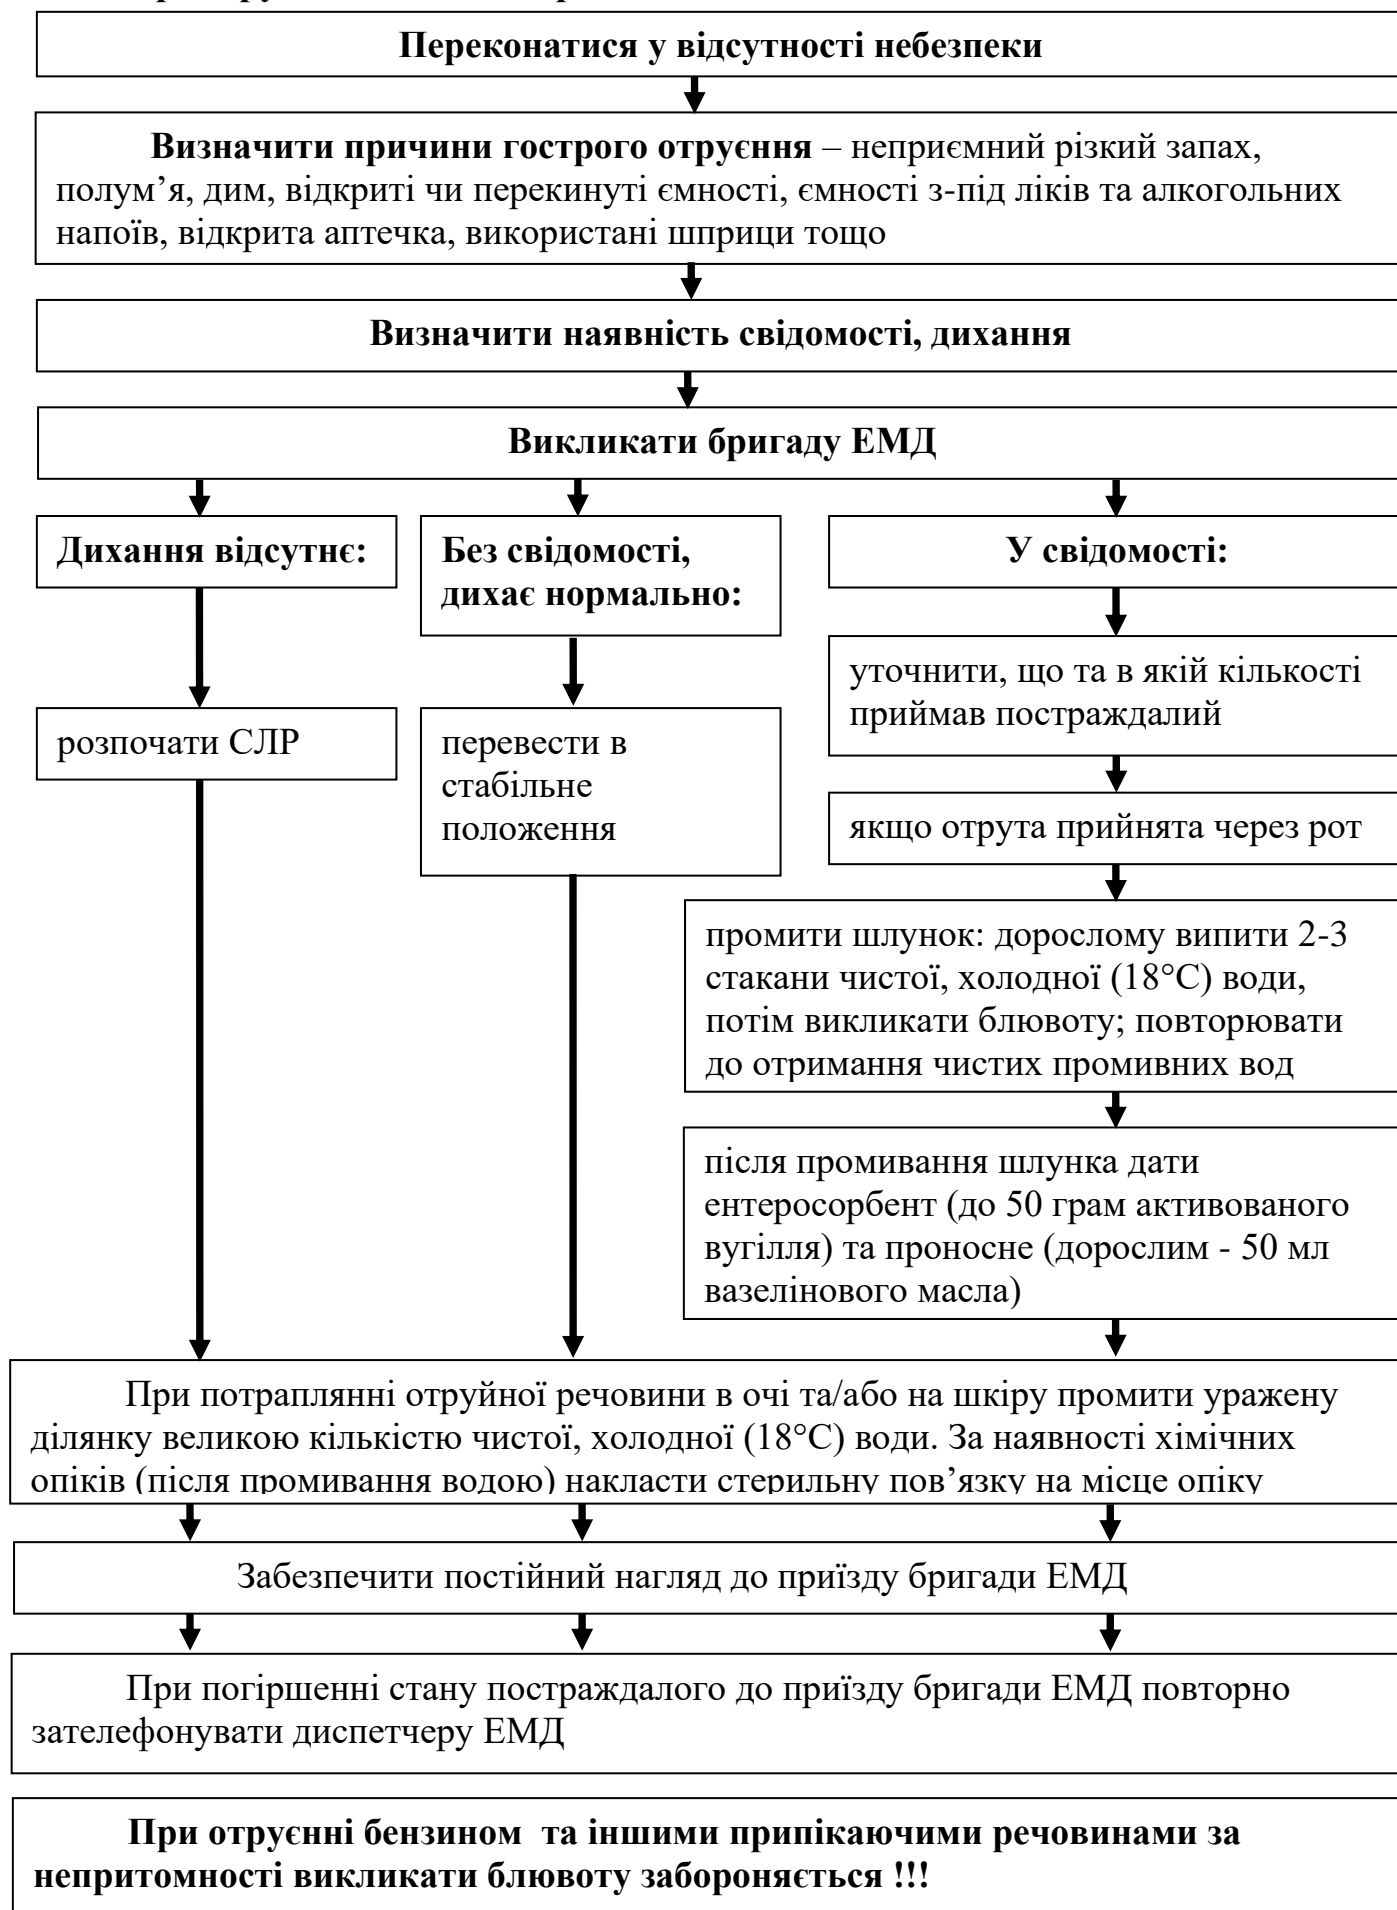 Переконатися у відсутності небезпеки
Визначити причини гострого отруєння – неприємний різкий запах,
полум’я, дим, відкриті чи перекинуті ємності, ємності з-під ліків та алкогольних
напоїв, відкрита аптечка, використані шприци тощо
Визначити наявність свідомості, дихання
Викликати бригаду ЕМД
Дихання відсутнє:
розпочати СЛР
Без свідомості,
дихає нормально:
перевести в
стабільне
положення
У свідомості:
уточнити, що та в якій кількості
приймав постраждалий
якщо отрута прийнята через рот
промити шлунок: дорослому випити 2-3
стакани чистої, холодної (18°С) води,
потім викликати блювоту; повторювати
до отримання чистих промивних вод
після промивання шлунка дати
ентеросорбент (до 50 грам активованого
вугілля) та проносне (дорослим - 50 мл
вазелінового масла)
При потраплянні отруйної речовини в очі та/або на шкіру промити уражену
ділянку великою кількістю чистої, холодної (18°С) води. За наявності хімічних
опіків (після промивання водою) накласти стерильну пов’язку на місце опіку
Забезпечити постійний нагляд до приїзду бригади ЕМД
При погіршенні стану постраждалого до приїзду бригади ЕМД повторно
зателефонувати диспетчеру ЕМД
При отруєнні бензином та іншими припікаючими речовинами за
непритомності викликати блювоту забороняється !!!